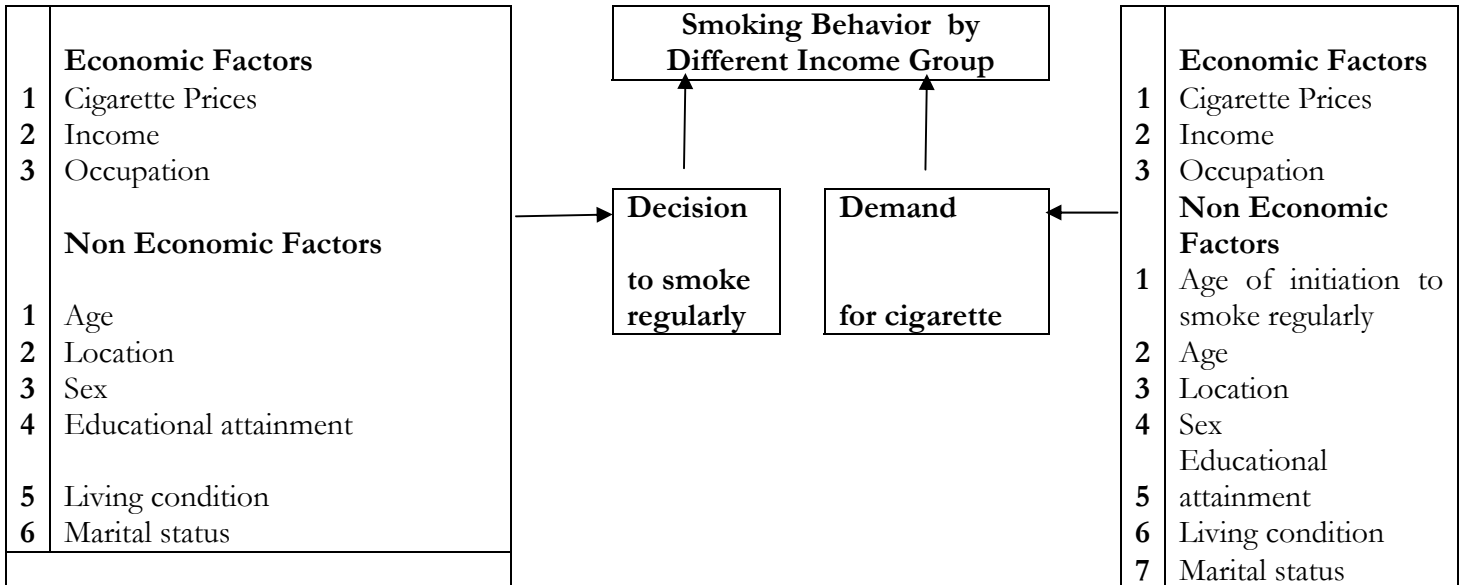 Economic Factors
1 Cigarette Prices
2 Income
3 Occupation
Non Economic Factors
1 Age
2 Location
3 Sex
4 Educational attainment
5 Living condition
6 Marital status
Smoking Behavior by
Different Income Group
Decision
to smoke
regularly
Demand
for cigarette
Economic Factors
1 Cigarette Prices
2 Income
3 Occupation
Non Economic
Factors
1 Age of initiation to
smoke regularly
2 Age
3 Location
4 Sex
Educational
5 attainment
6 Living condition
7 Marital status